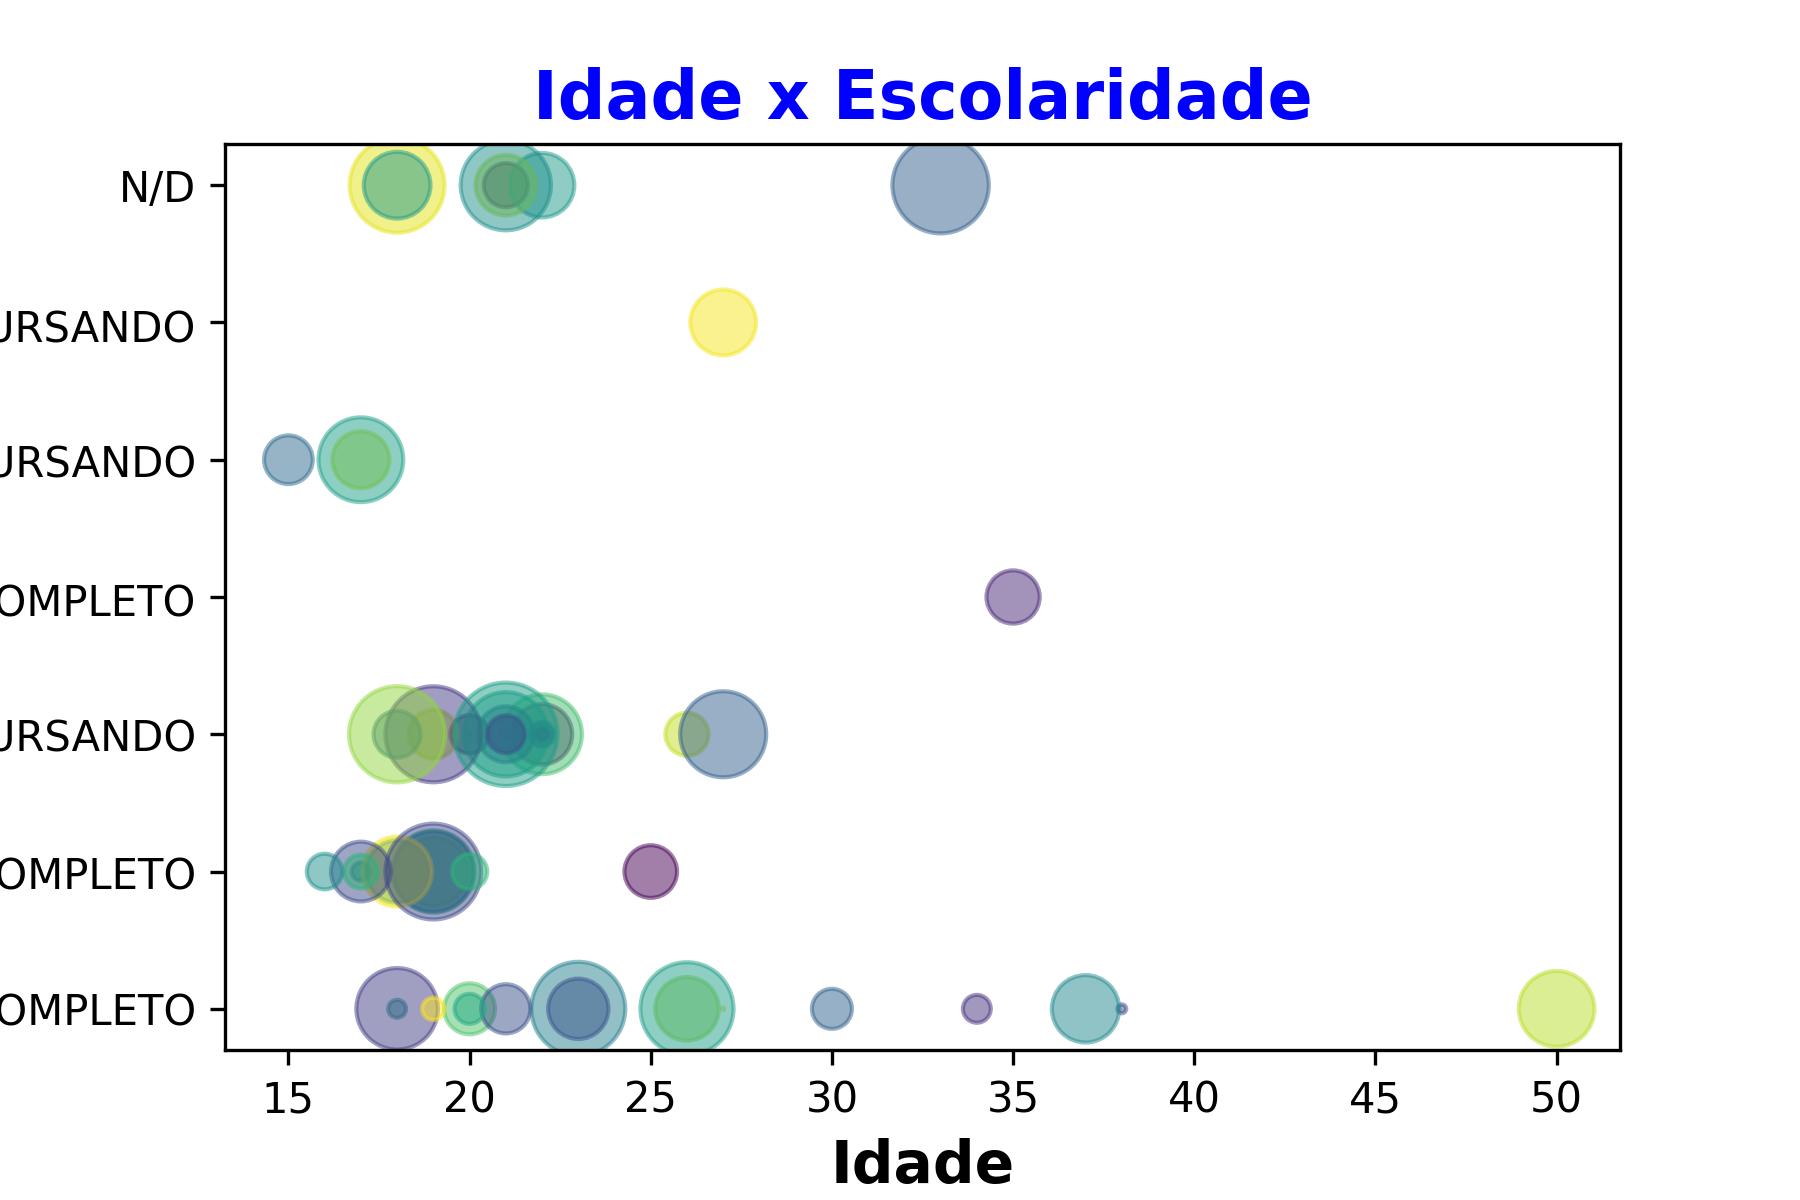 Idade x Escolaridade
N/D
URSANDO
URSANDO
OMPLETO
URSANDO
OMPLETO
OMPLETO
15 20 25 30 35 40 45 50
Idade